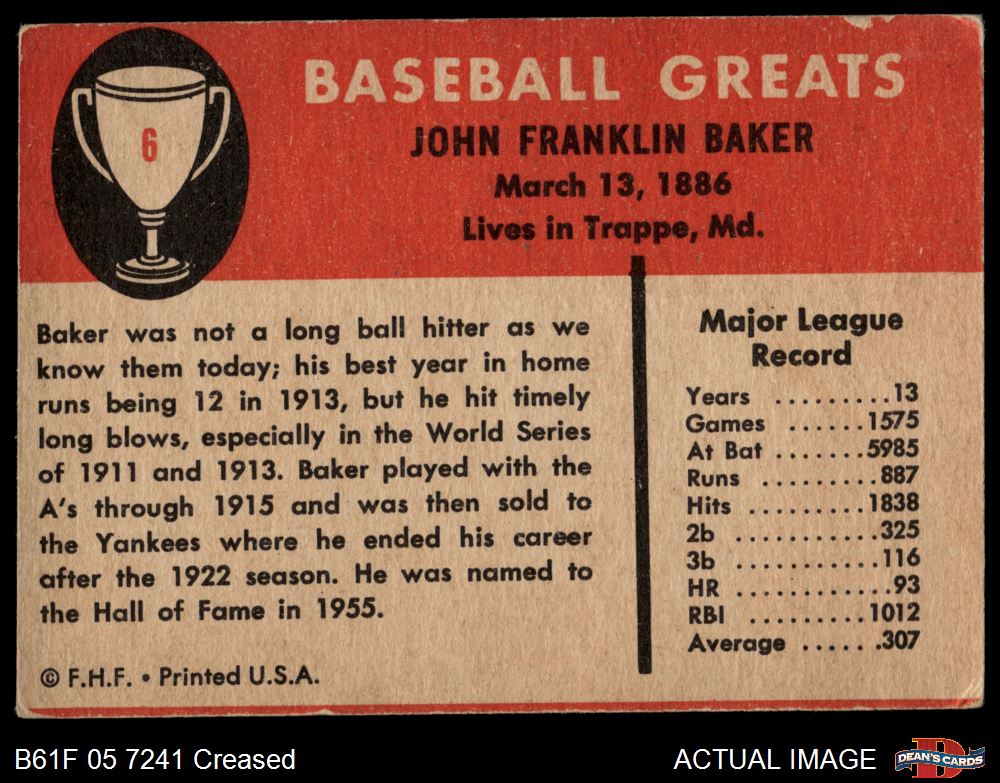 BASEBALL GREATS
6
JOHN FRANKLIN BAKER
March 13, 1886
Lives in Trappe, Md.
Baker was not a long ball hitter as we
know them today; his best year in home
runs being 12 in 1913, but he hit timely
long blows, especially in the World Series
of 1911 and 1913. Baker played with the
A's through 1915 and was then sold to
the Yankees where he ended his career
after the 1922 season. He was named to
the Hall of Fame in 1955.
© F.H.F. • Printed U.S.A.
Major League
Record
Years .........13
Games ......1575
At Bat .......5985
Runs .........887
Hits .........1838
2b ...........325
3b ...........116
HR ............93
RBI .........1012
Average ......307
B61F 05 7241 Creased
ACTUAL IMAGE
D
DEAN'S CARDS